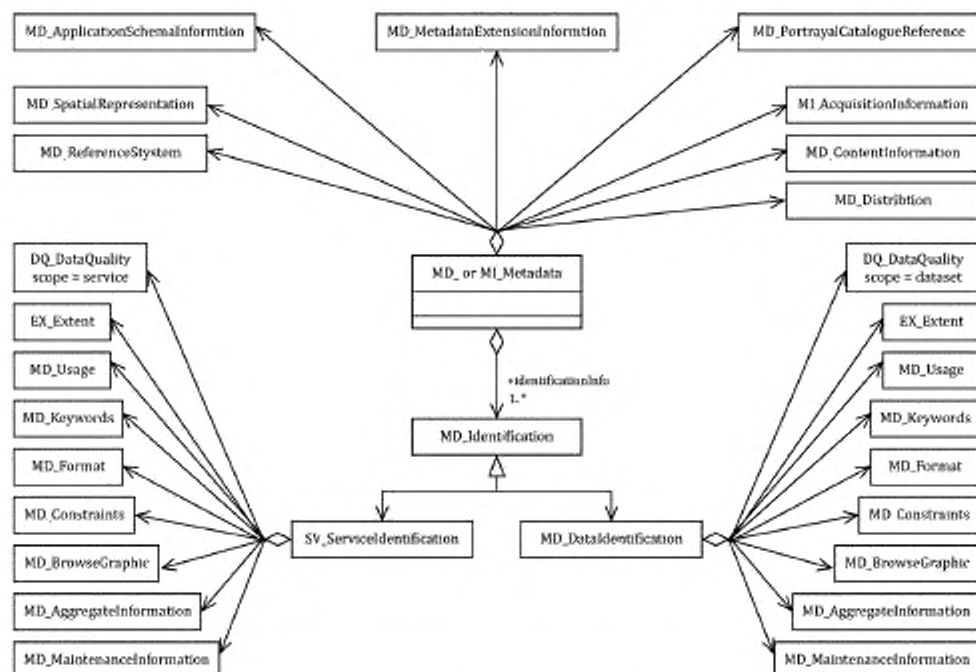 MD_ApplicationSchemaInformtion
MD_MetadataExtensionInformtion
MD_PortrayalCatalogueReference
MD_SpatialRepresentation
MI_AcquisitionInformation
MD_ReferenceStystem
MD_ContentInformation
MD_Distribtion
DQ_DataQuality
scope = service
MD_ or MI_Metadata
DQ_DataQuality
scope = dataset
EX_Extent
EX_Extent
MD_Usage
+identificationInfo
1..*
MD_Usage
MD_Keywords
MD_Identification
MD_Keywords
MD_Format
MD_Format
MD_Constraints
SV_ServiceIdentification
MD_DataIdentification
MD_Constraints
MD_BrowseGraphic
MD_BrowseGraphic
MD_AggregateInformation
MD_AggregateInformation
MD_MaintenanceInformation
MD_MaintenanceInformation